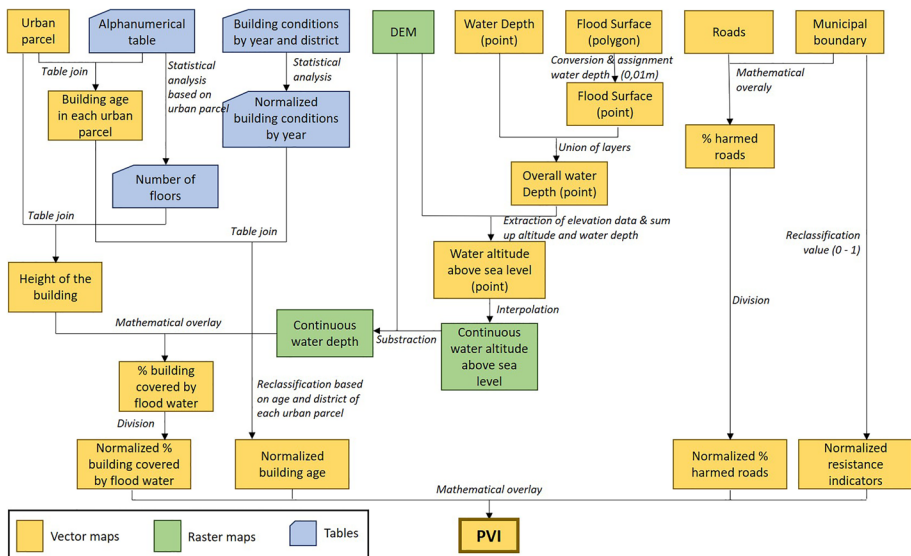 Urban
parcel
Alphanumerical
table
Building conditions
by year and district
DEM
Water Depth
(point)
Flood Surface
(polygon)
Roads
Municipal
boundary
Table join
Statistical
analysis
based on
urban parcel
Statistical
analysis
Conversion & assignment
water depth (0,01m)
Mathematical
overaly
Building age
in each urban
parcel
Normalized
building conditions
by year
Flood Surface
(point)
% harmed
roads
Union of layers
Number of
floors
Overall water
Depth (point)
Table join
Table join
Extraction of elevation data & sum
up altitude and water depth
Reclassification
value (0 - 1)
Height of the
building
Water altitude
above sea level
(point)
Interpolation
Division
Mathematical overlay
Continuous
water depth
Substraction
Continuous
water altitude
above sea
level
% building
covered by
flood water
Reclassification based
on age and district of
each urban parcel
Division
Normalized %
building covered
by flood water
Normalized
building age
Normalized %
harmed roads
Normalized
resistance
indicators
Mathematical overlay
PVI
Vector maps
Raster maps
Tables